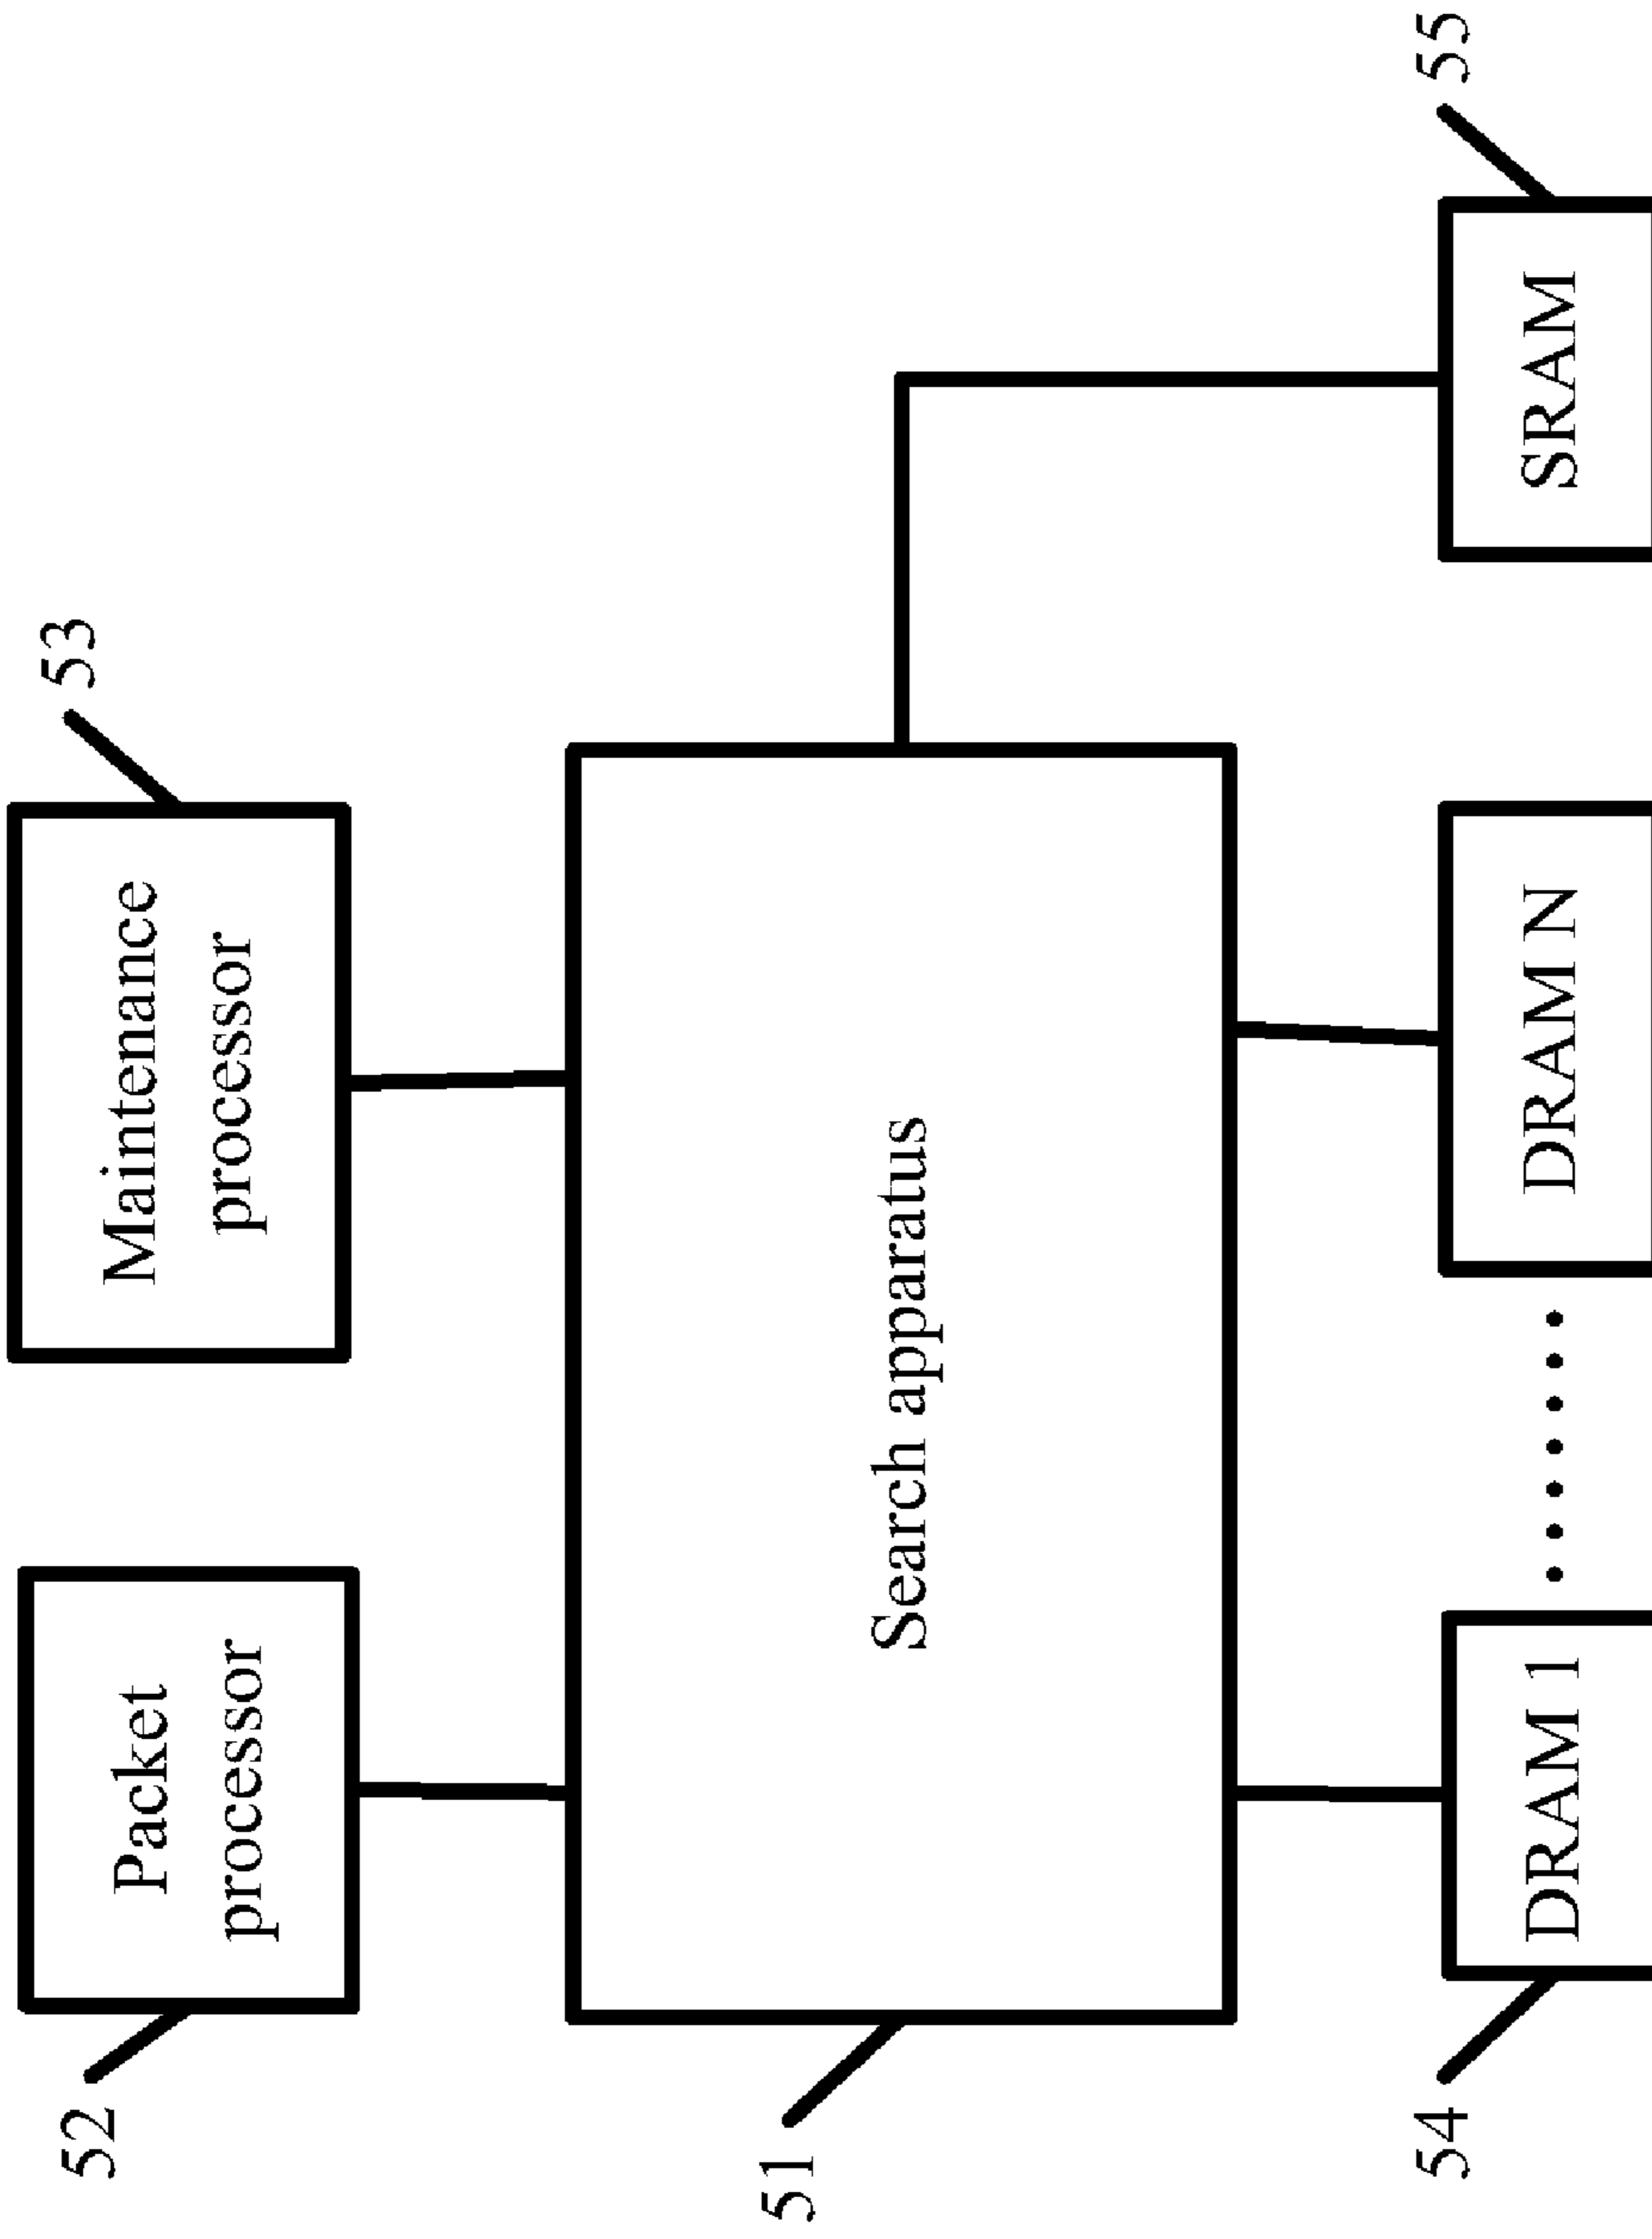 52
Packet
processor
Maintenance
processor
53
51
Search apparatus
54
DRAM 1
.......
DRAM N
SRAM
55